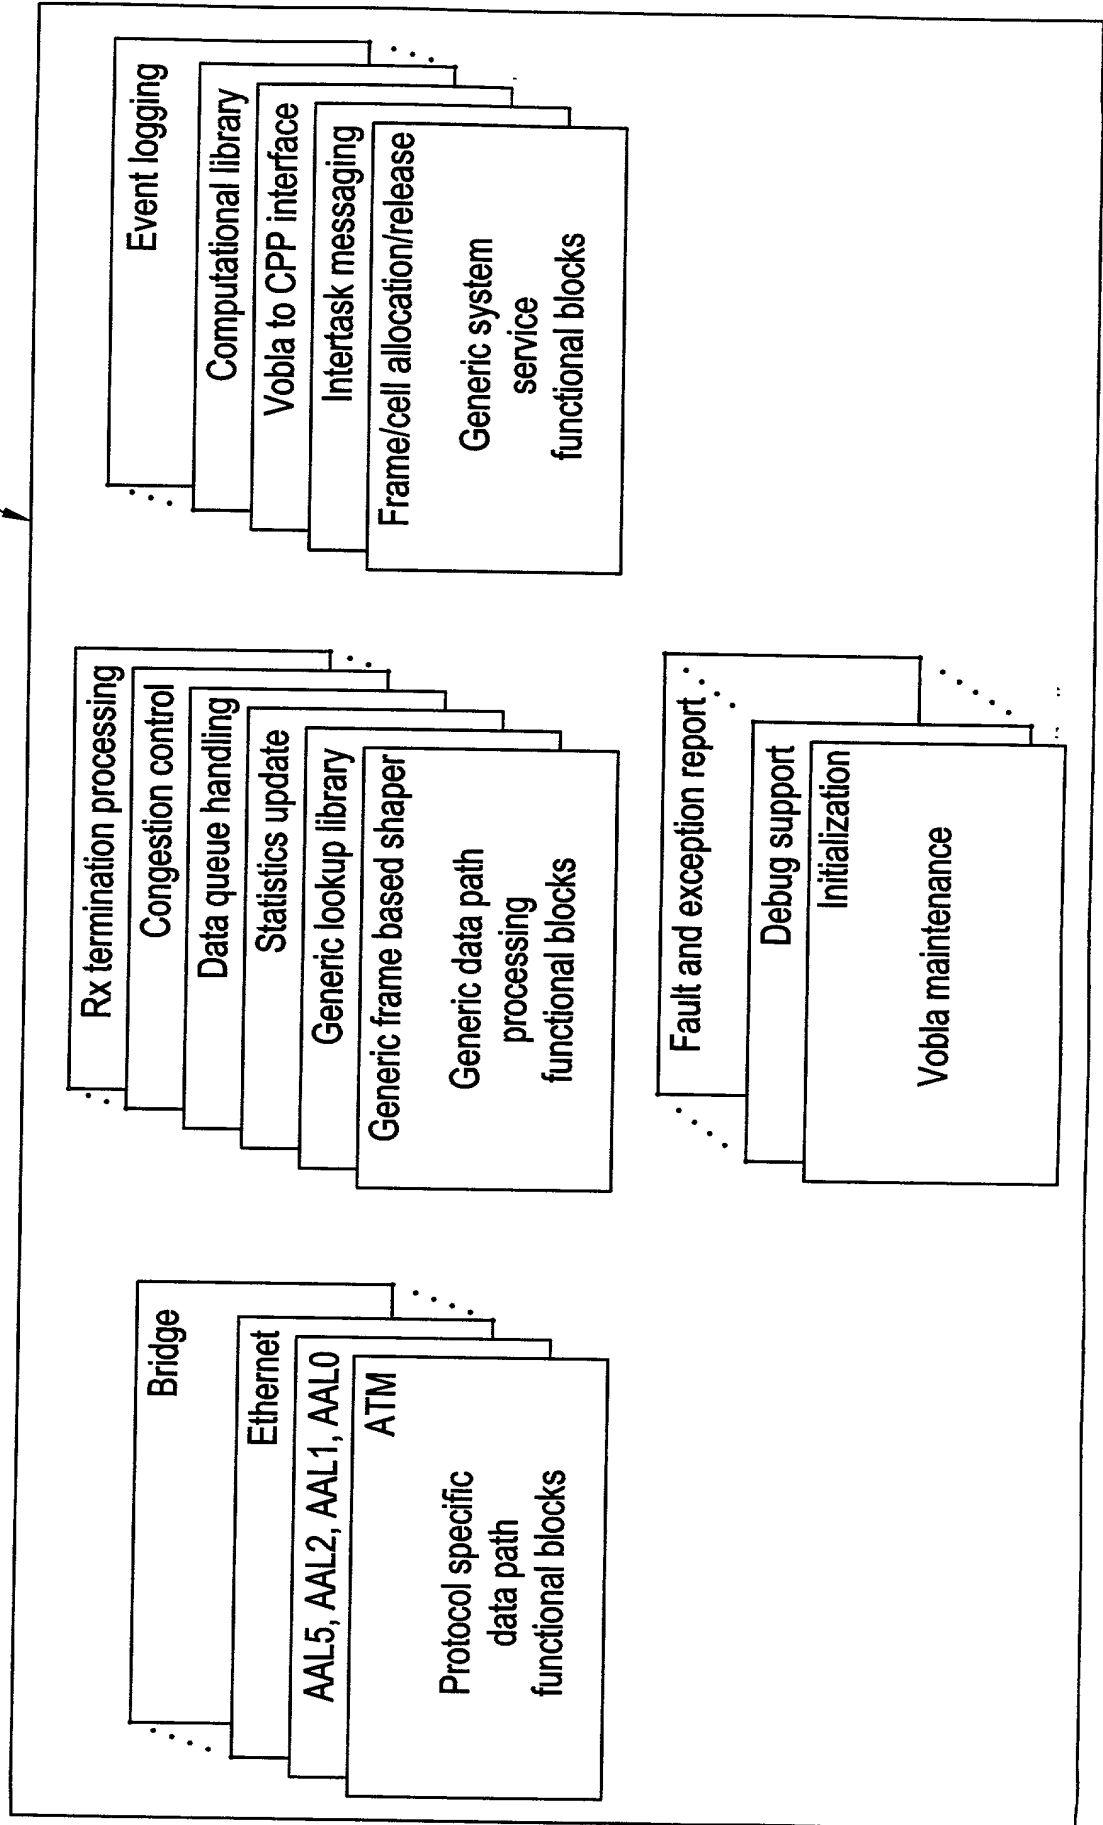 Bridge
Ethernet
AAL5, AAL2, AAL1, AAL0
ATM
Protocol specific
data path
functional blocks
Rx termination processing
Congestion control
Data queue handling
Statistics update
Generic lookup library
Generic frame based shaper
Generic data path
processing
functional blocks
Event logging
Computational library
Vobla to CPP interface
Intertask messaging
Frame/cell allocation/release
Generic system
service
functional blocks
Fault and exception report
Debug support
Initialization
Vobla maintenance